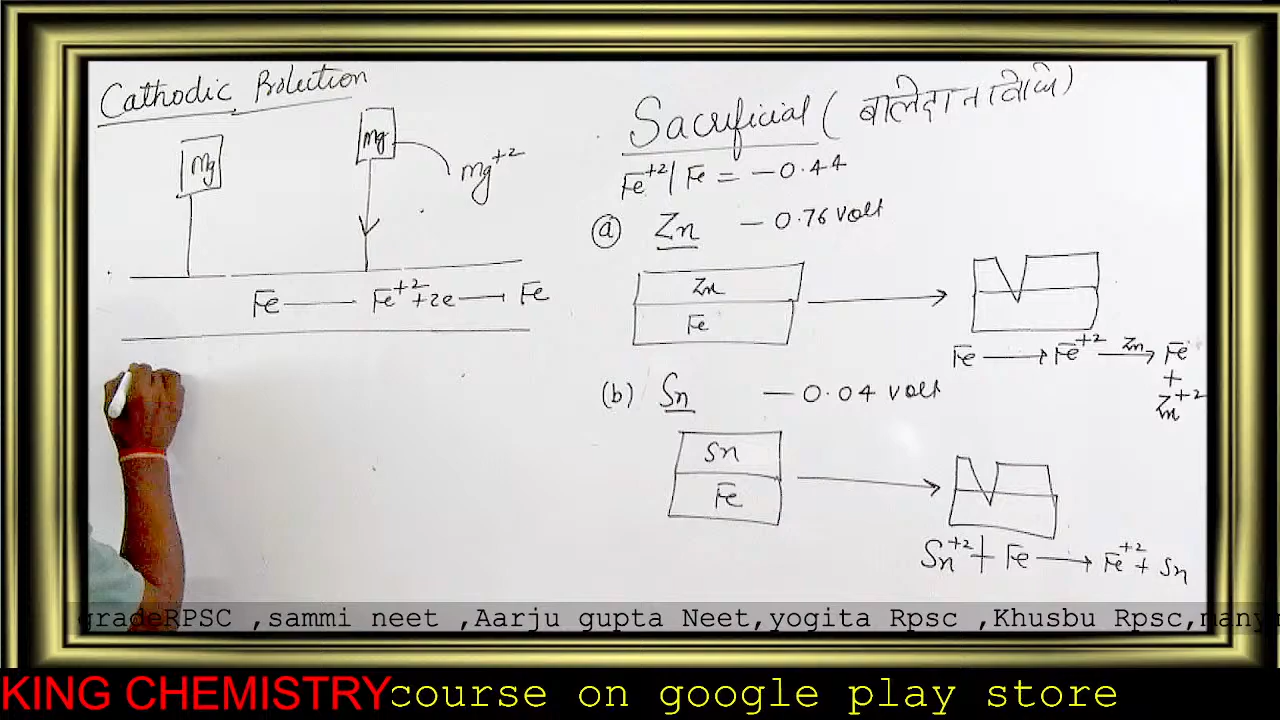 Cathodic Protection
Mg
Mg
Mg+2
Fe —— Fe+2 + 2e —— Fe
Sacrificial (बलिदान विधि)
Fe+2 | Fe = - 0.44
(a) Zn - 0.76 volt
Zn
Fe
Fe → Fe+2 Zn → Fe
+
Zn+2
(b) Sn - 0.04 volt
Sn
Fe
Sn+2 + Fe → Fe+2 + Sn
gradeRPSC ,sammi neet ,Aarju gupta Neet,yogita Rpsc ,Khusbu Rpsc,many
KING CHEMISTRY course on google play store